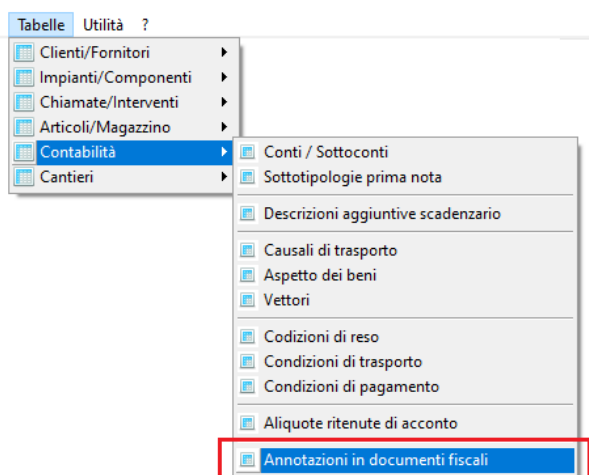 Tabelle Utilità ?
Clienti/Fornitori
Impianti/Componenti
Chiamate/Interventi
Articoli/Magazzino
Contabilità
Cantieri
Conti / Sottoconti
Sottotipologie prima nota
Descrizioni aggiuntive scadenzario
Causali di trasporto
Aspetto dei beni
Vettori
Codizioni di reso
Condizioni di trasporto
Condizioni di pagamento
Aliquote ritenute di acconto
Annotazioni in documenti fiscali